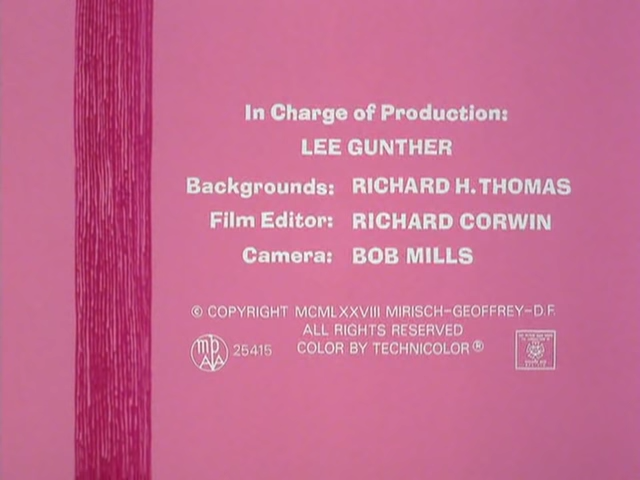 In Charge of Production:
LEE GUNTHER
Backgrounds: RICHARD H. THOMAS
Film Editor: RICHARD CORWIN
Camera: BOB MILLS
© COPYRIGHT MCMLXXVIII MIRISCH-GEOFFREY-D.F.
ALL RIGHTS RESERVED
MPAA 25415 COLOR BY TECHNICOLOR®